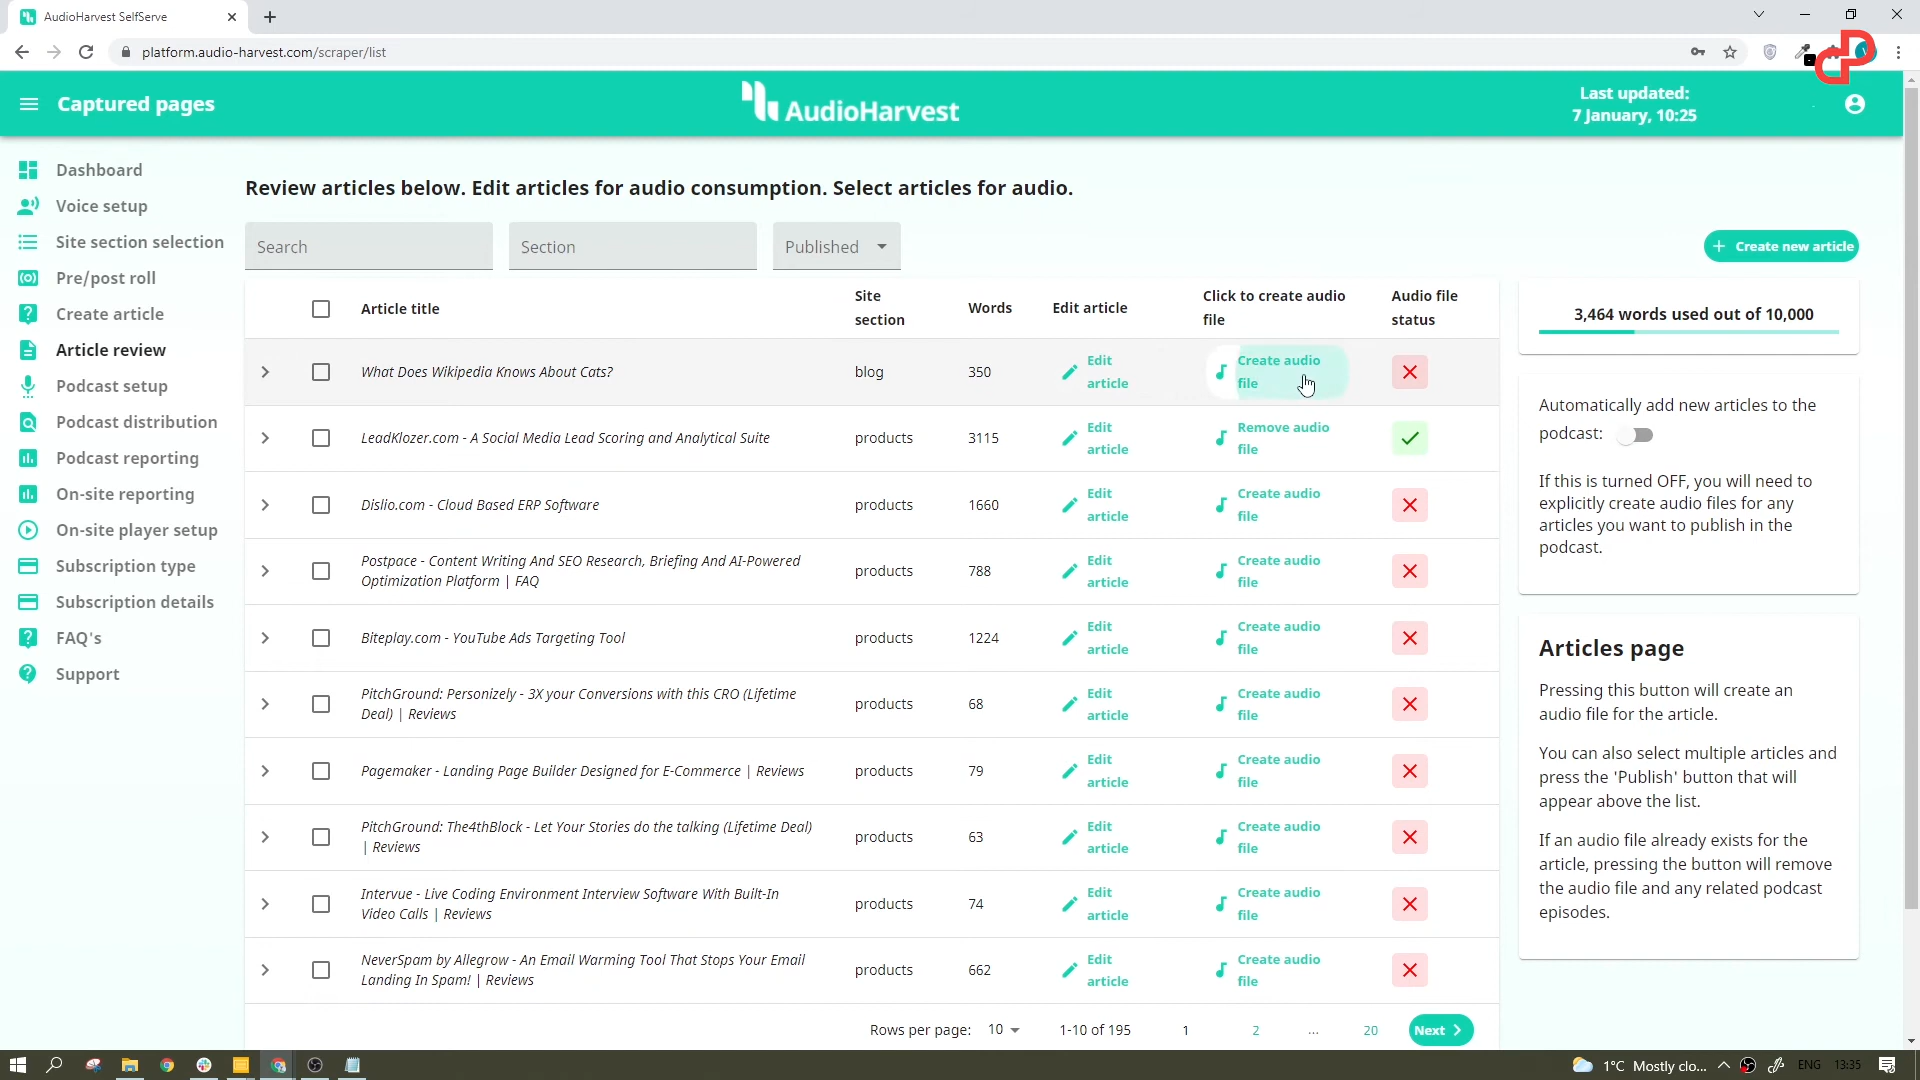 AudioHarvest SelfServe
platform.audio-harvest.com/scraper/list
Captured pages
AudioHarvest
Last updated:
7 January, 10:25
Dashboard
Voice setup
Site section selection
Pre/post roll
Create article
Article review
Podcast setup
Podcast distribution
Podcast reporting
On-site reporting
On-site player setup
Subscription type
Subscription details
FAQ's
Support
Review articles below. Edit articles for audio consumption. Select articles for audio.
Search
Section
Published
Create new article
Article title
Site
section
Words
Edit article
Click to create audio
file
Audio file
status
What Does Wikipedia Knows About Cats?
blog
350
Edit
article
Create audio
file
LeadKlozer.com - A Social Media Lead Scoring and Analytical Suite
products
3115
Edit
article
Remove audio
file
Dislio.com - Cloud Based ERP Software
products
1660
Edit
article
Create audio
file
Postpace - Content Writing And SEO Research, Briefing And AI-Powered
Optimization Platform | FAQ
products
788
Edit
article
Create audio
file
Biteplay.com - YouTube Ads Targeting Tool
products
1224
Edit
article
Create audio
file
PitchGround: Personizely - 3X your Conversions with this CRO (Lifetime
Deal) | Reviews
products
68
Edit
article
Create audio
file
Pagemaker - Landing Page Builder Designed for E-Commerce | Reviews
products
79
Edit
article
Create audio
file
PitchGround: The4thBlock - Let Your Stories do the talking (Lifetime Deal)
| Reviews
products
63
Edit
article
Create audio
file
Intervue - Live Coding Environment Interview Software With Built-In
Video Calls | Reviews
products
74
Edit
article
Create audio
file
NeverSpam by Allegrow - An Email Warming Tool That Stops Your Email
Landing In Spam! | Reviews
products
662
Edit
article
Create audio
file
Rows per page: 10
1-10 of 195
1
2
...
20
Next
3,464 words used out of 10,000
Automatically add new articles to the
podcast:
If this is turned OFF, you will need to
explicitly create audio files for any
articles you want to publish in the
podcast.
Articles page
Pressing this button will create an
audio file for the article.
You can also select multiple articles and
press the 'Publish' button that will
appear above the list.
If an audio file already exists for the
article, pressing the button will remove
the audio file and any related podcast
episodes.
1°C Mostly clo...
ENG
13:35